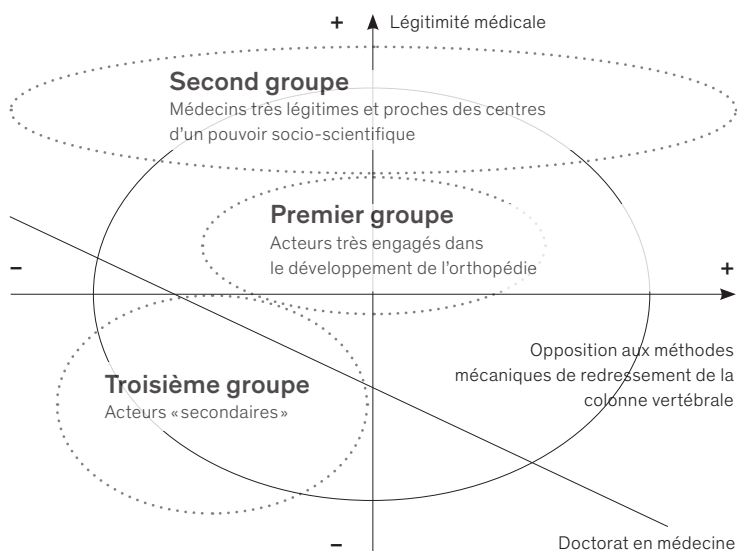 +
Légitimité médicale
Second groupe
Médecins très légitimes et proches des centres
d’un pouvoir socio-scientifique
Premier groupe
Acteurs très engagés dans
le développement de l’orthopédie
–
+
Opposition aux méthodes
mécaniques de redressement de la
colonne vertébrale
Troisième groupe
Acteurs «secondaires»
–
Doctorat en médecine